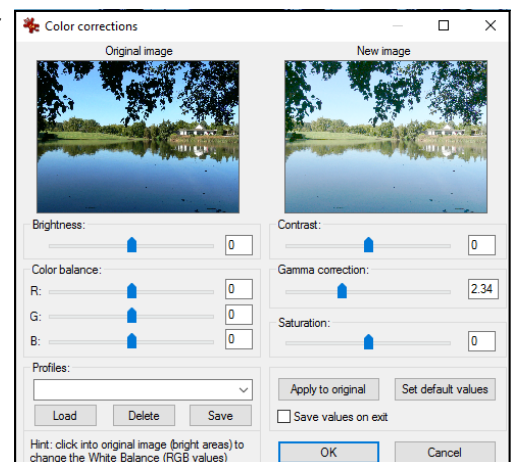 Color corrections
Original image
New image
Brightness:
0
Contrast:
0
Color balance:
R: 0
G: 0
B: 0
Gamma correction:
2.34
Saturation:
0
Profiles:
Load Delete Save
Apply to original Set default values
Save values on exit
Hint: click into original image (bright areas) to
change the White Balance (RGB values)
OK Cancel